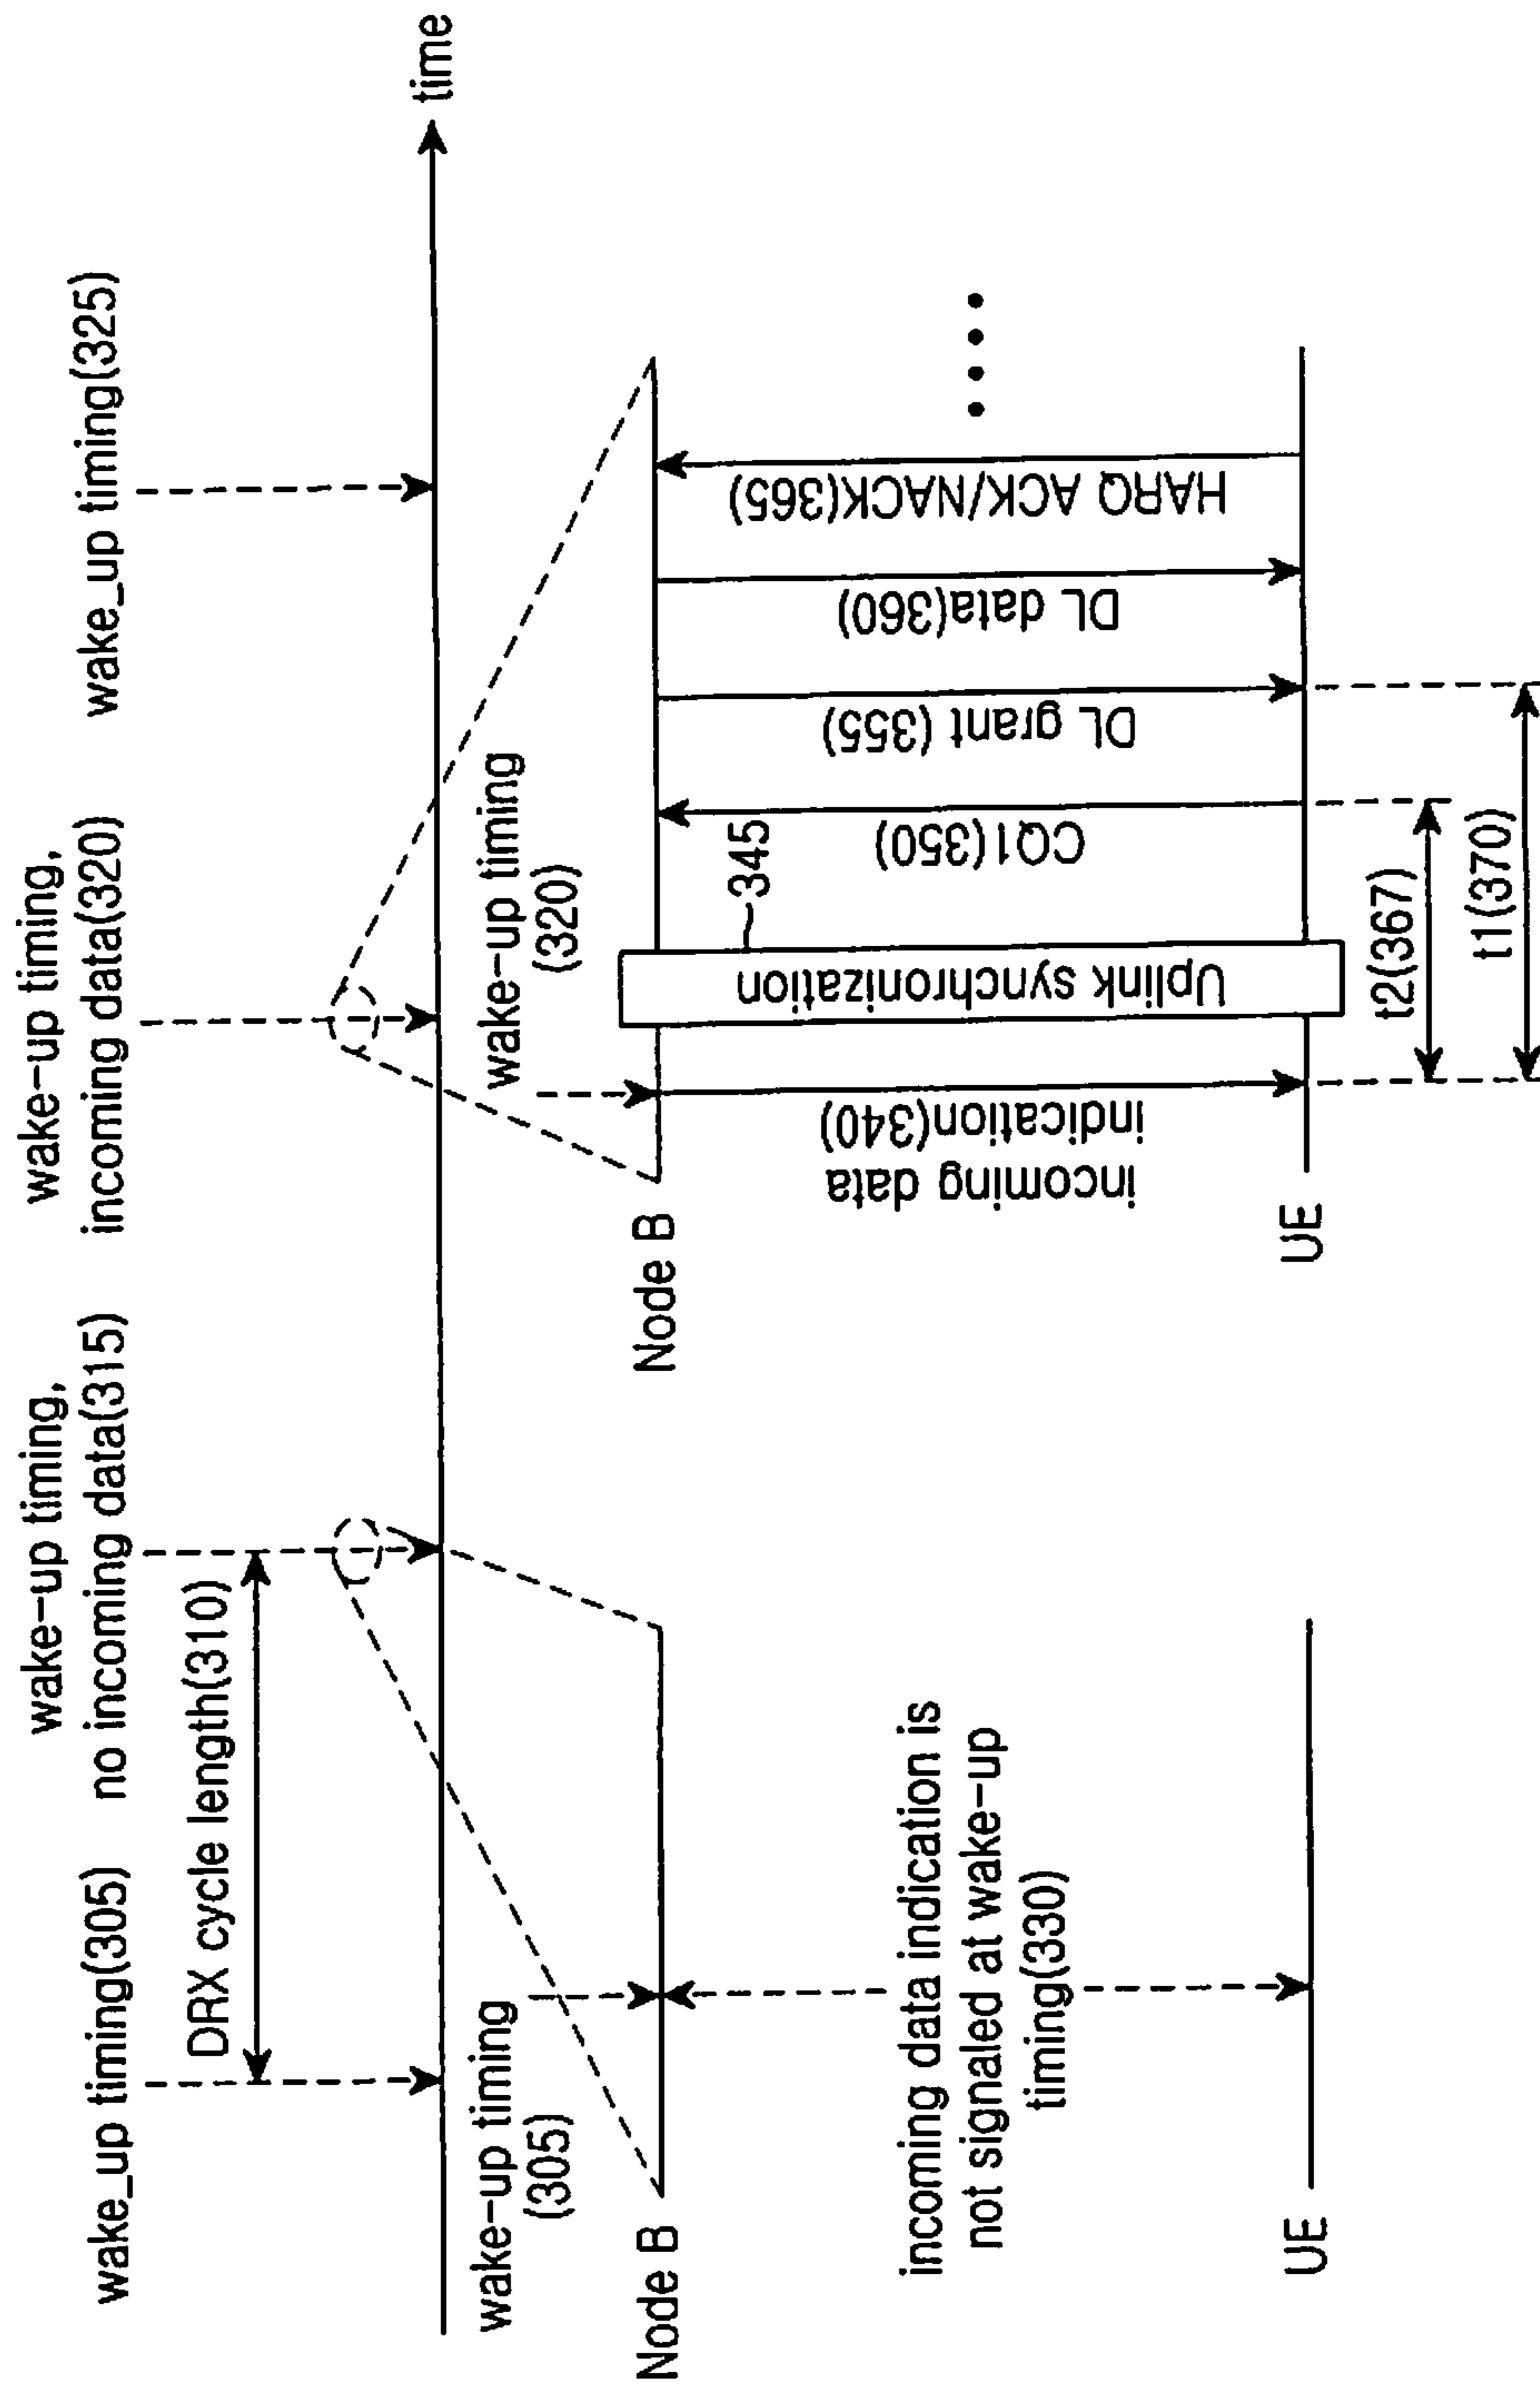 wake_up timing(305)
wake-up timing,
no incoming data(315)
wake-up timing,
incoming data(320)
wake_up timing(325)
DRX cycle length(310)
time
wake-up timing
(305)
wake-up timing
(320)
Node B
Node B
345
incoming data indication is
not signaled at wake-up
timing(330)
incoming data
indication(340)
Uplink synchronization
CQ1(350)
DL grant (355)
DL data(360)
HARQ ACK/NACK(365)
UE
UE
t2(367)
t1(370)